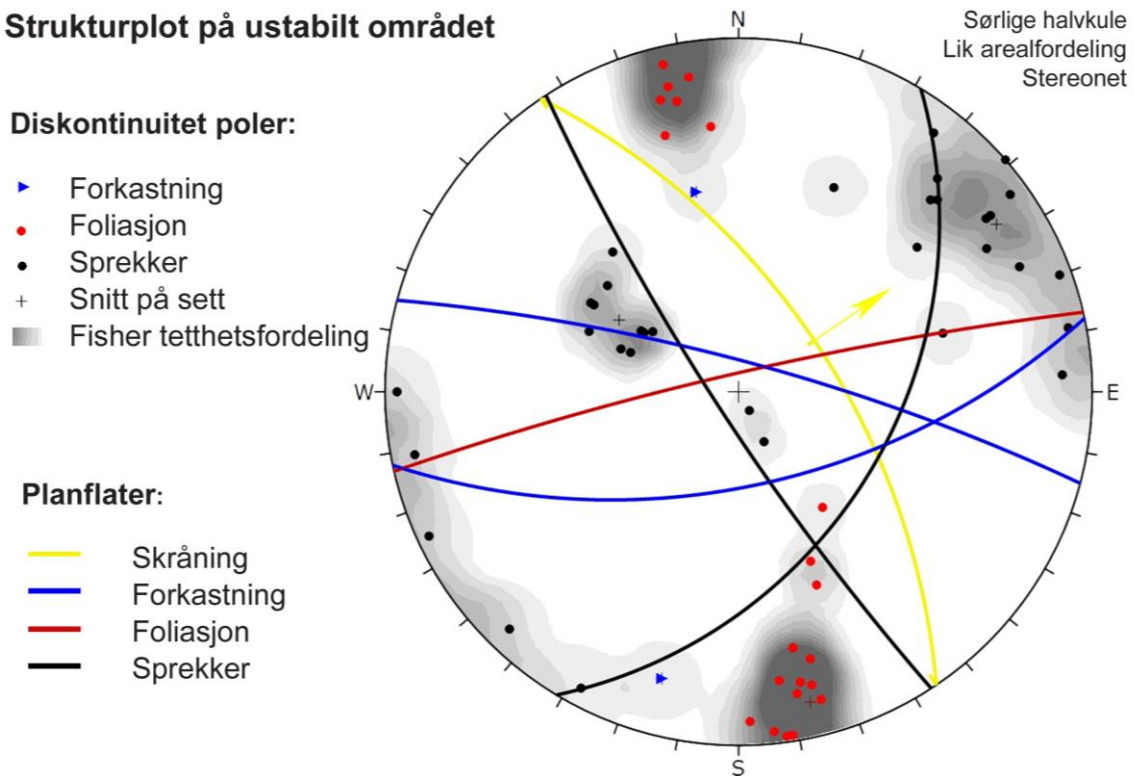 Strukturplot på ustabilt området
Sørlige halvkule
Lik arealfordeling
Stereonet
Diskontinuitet poler:
Forkastning
Foliasjon
Sprekker
Snitt på sett
Fisher tetthetsfordeling
Planflater:
Skråning
Forkastning
Foliasjon
Sprekker
N
W
E
S